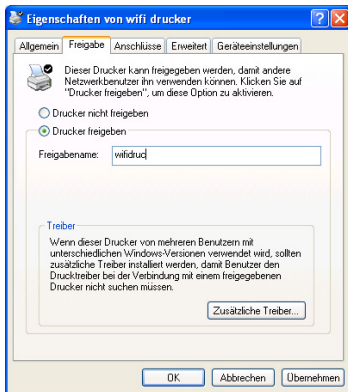 Eigenschaften von wifi drucker
Allgemein Freigabe Anschlüsse Erweitert Geräteeinstellungen
Dieser Drucker kann freigegeben werden, damit andere
Netzwerkbenutzer ihn verwenden können. Klicken Sie auf
"Drucker freigeben", um diese Option zu aktivieren.
Drucker nicht freigeben
Drucker freigeben
Freigabename: wifidruc
Treiber
Wenn dieser Drucker von mehreren Benutzern mit
unterschiedlichen Windows-Versionen verwendet wird, sollten
zusätzliche Treiber installiert werden, damit Benutzer den
Drucktreiber bei der Verbindung mit einem freigegebenen
Drucker nicht suchen müssen.
Zusätzliche Treiber...
OK Abbrechen Übernehmen